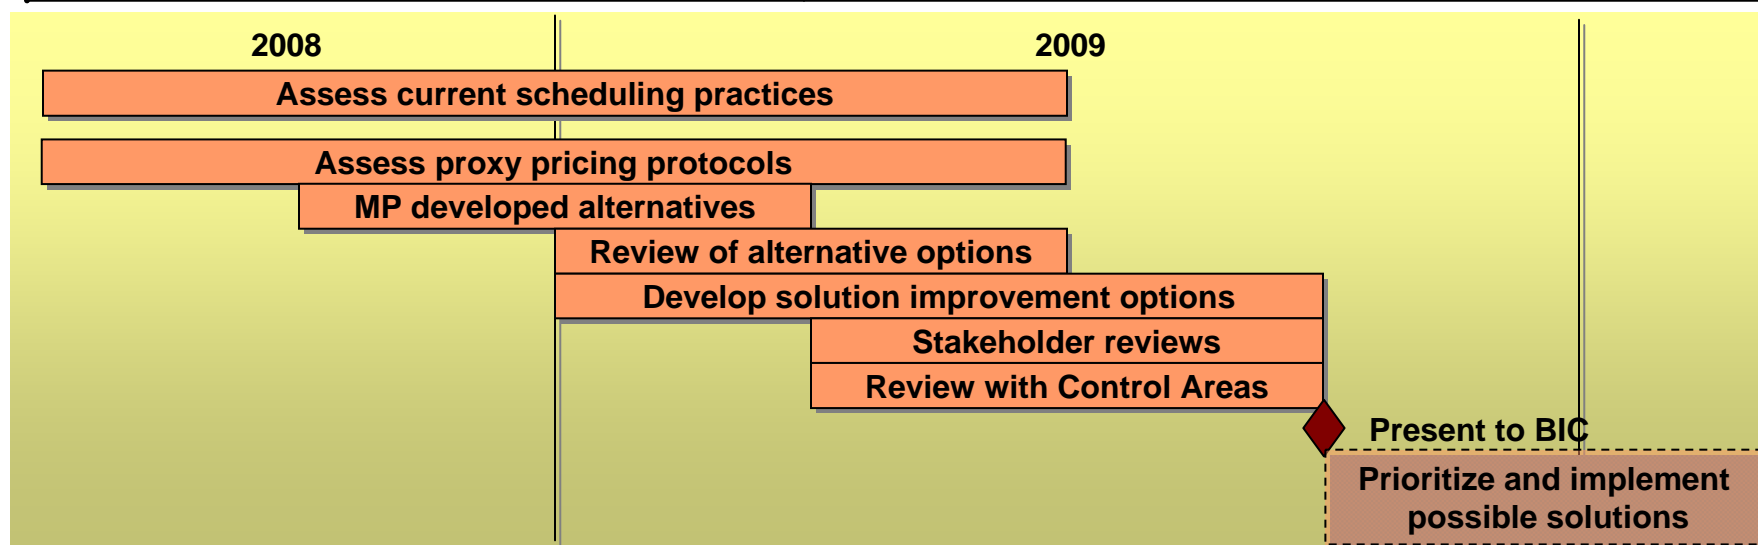 2008
2009
Assess current scheduling practices
Assess proxy pricing protocols
MP developed alternatives
Review of alternative options
Develop solution improvement options
Stakeholder reviews
Review with Control Areas
Present to BIC
Prioritize and implement
possible solutions